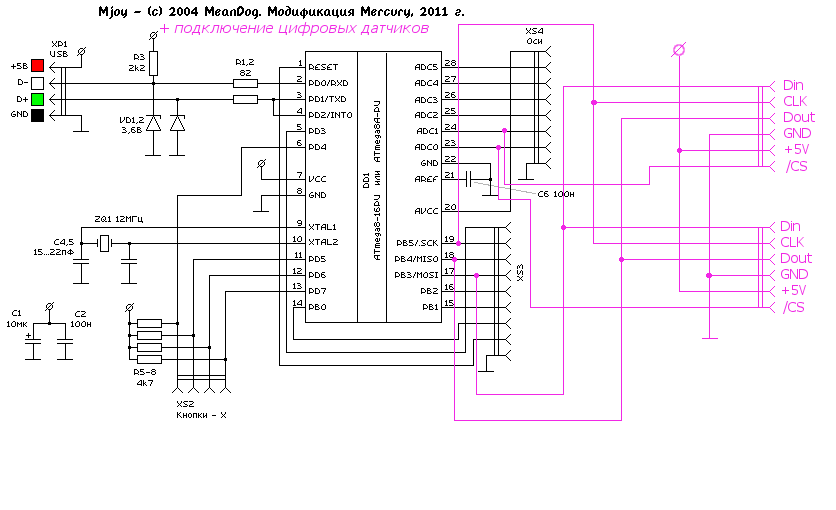 Mjoy - (c) 2004 MeanDog. Модификация Mercury, 2011 г.
+ подключение цифровых датчиков
XP1
USB
+5В
D-
D+
GND
R3
2k2
R1,2
82
VD1,2
3,6В
XS4
Оси
1 RESET
2 PD0/RXD
3 PD1/TXD
4 PD2/INTO
5 PD3
6 PD4
7 VCC
8 GND
9 XTAL1
10 XTAL2
11 PD5
12 PD6
13 PD7
14 PB0
DD1
ATmega8-16PU или ATmega8A-PU
ADC5 28
ADC4 27
ADC3 26
ADC2 25
ADC1 24
ADC0 23
GND 22
AREF 21
AVCC 20
PB5/.SCK 19
PB4/MISO 18
PB3/MOSI 17
PB2 16
PB1 15
C6 100Н
XS3
ZQ1 12МГц
C4,5
15...22пФ
C1
10МК
+
C2
100Н
R5-8
4k7
XS2
Кнопки - X
Din
CLK
Dout
GND
+5V
/CS
Din
CLK
Dout
GND
+5V
/CS